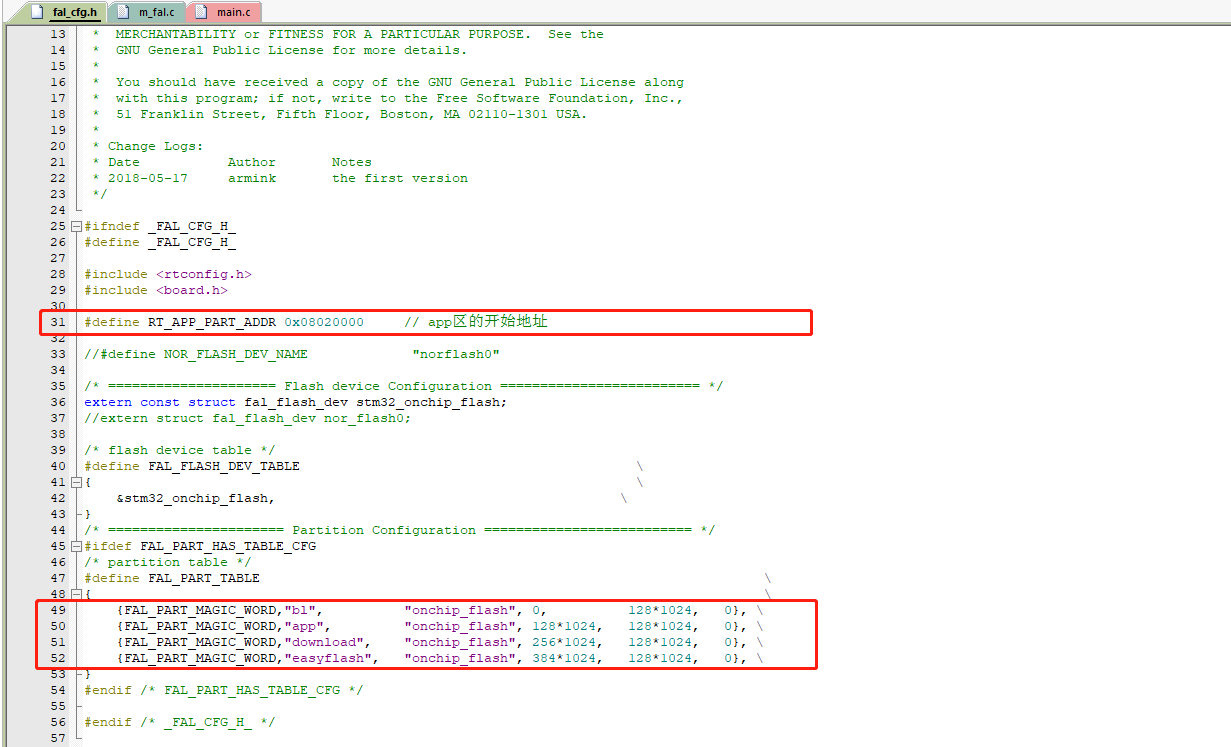 fal_cfg.h m_fal.c main.c
13 * MERCHANTABILITY or FITNESS FOR A PARTICULAR PURPOSE. See the
14 * GNU General Public License for more details.
15 *
16 * You should have received a copy of the GNU General Public License along
17 * with this program; if not, write to the Free Software Foundation, Inc.,
18 * 51 Franklin Street, Fifth Floor, Boston, MA 02110-1301 USA.
19 *
20 * Change Logs:
21 * Date Author Notes
22 * 2018-05-17 armink the first version
23 */
24
25 #ifndef _FAL_CFG_H_
26 #define _FAL_CFG_H_
27
28 #include <rtconfig.h>
29 #include <board.h>
30
31 #define RT_APP_PART_ADDR 0x08020000 // app区的开始地址
32
33 //#define NOR_FLASH_DEV_NAME "norflash0"
34
35 /* ===================== Flash device Configuration ========================= */
36 extern const struct fal_flash_dev stm32_onchip_flash;
37 //extern struct fal_flash_dev nor_flash0;
38
39 /* flash device table */
40 #define FAL_FLASH_DEV_TABLE \
41 { \
42 &stm32_onchip_flash, \
43 }
44 /* ====================== Partition Configuration ========================== */
45 #ifdef FAL_PART_HAS_TABLE_CFG
46 /* partition table */
47 #define FAL_PART_TABLE \
48 { \
49 {FAL_PART_MAGIC_WORD,"bl", "onchip_flash", 0, 128*1024, 0}, \
50 {FAL_PART_MAGIC_WORD,"app", "onchip_flash", 128*1024, 128*1024, 0}, \
51 {FAL_PART_MAGIC_WORD,"download", "onchip_flash", 256*1024, 128*1024, 0}, \
52 {FAL_PART_MAGIC_WORD,"easyflash", "onchip_flash", 384*1024, 128*1024, 0}, \
53 }
54 #endif /* FAL_PART_HAS_TABLE_CFG */
55
56 #endif /* _FAL_CFG_H_ */
57